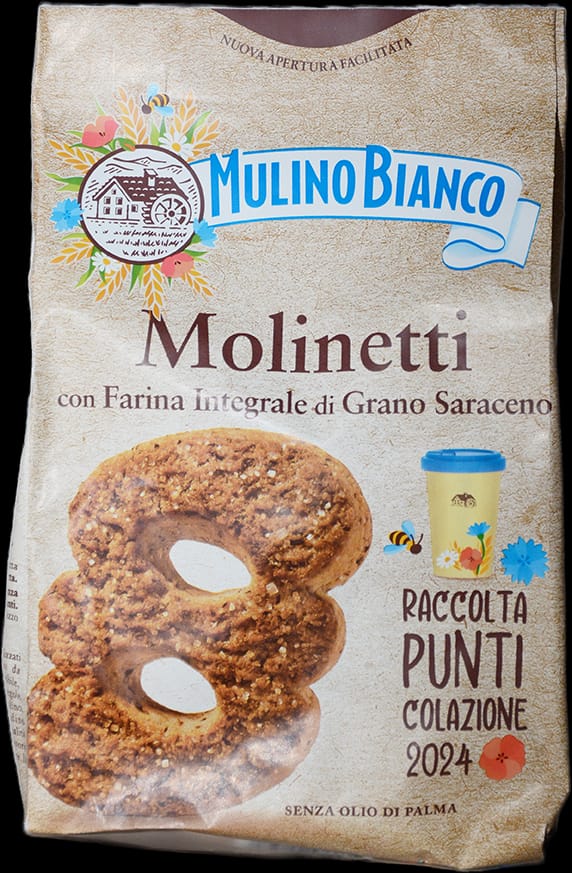 NUOVA APERTURA FACILITATA
MULINO BIANCO
Molinetti
con Farina Integrale di Grano Saraceno
RACCOLTA
PUNTI
COLAZIONE
2024
SENZA OLIO DI PALMA